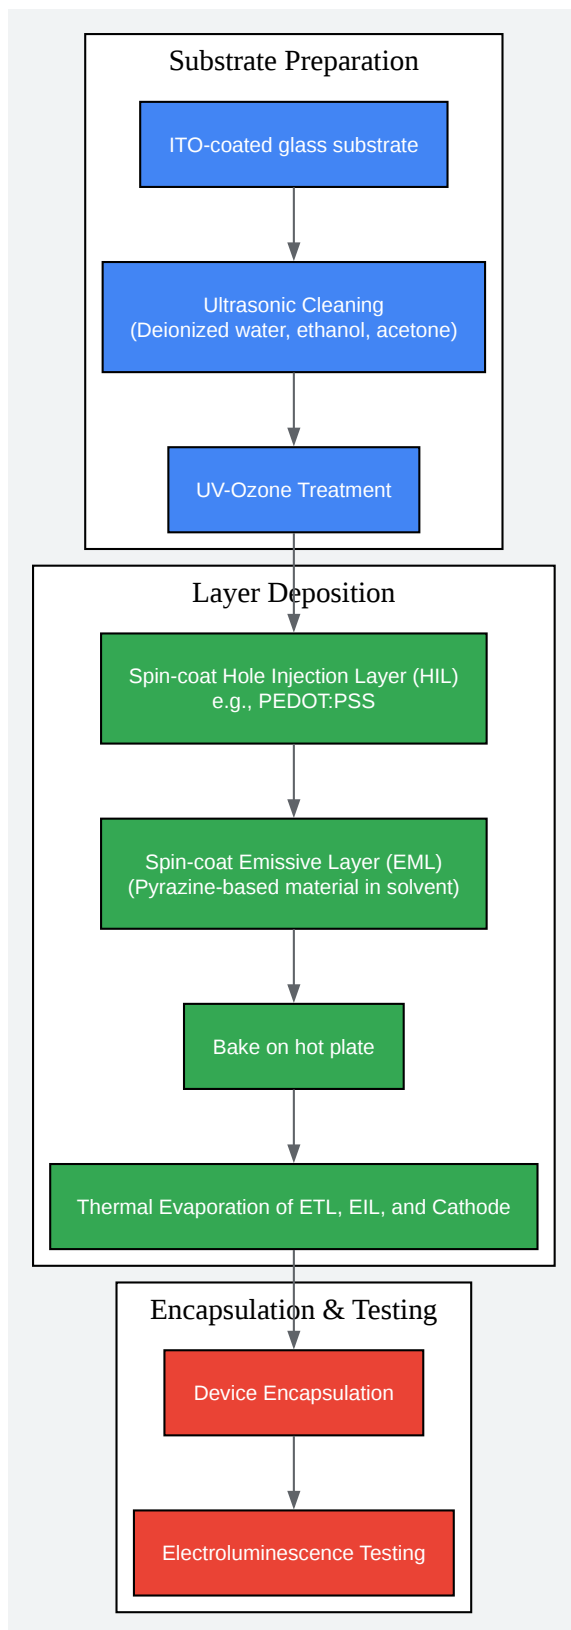 Substrate Preparation
ITO-coated glass substrate
Ultrasonic Cleaning
(Deionized water, ethanol, acetone)
UV-Ozone Treatment
Layer Deposition
Spin-coat Hole Injection Layer (HIL)
e.g., PEDOT:PSS
Spin-coat Emissive Layer (EML)
(Pyrazine-based material in solvent)
Bake on hot plate
Thermal Evaporation of ETL, EIL, and Cathode
Encapsulation & Testing
Device Encapsulation
Electroluminescence Testing